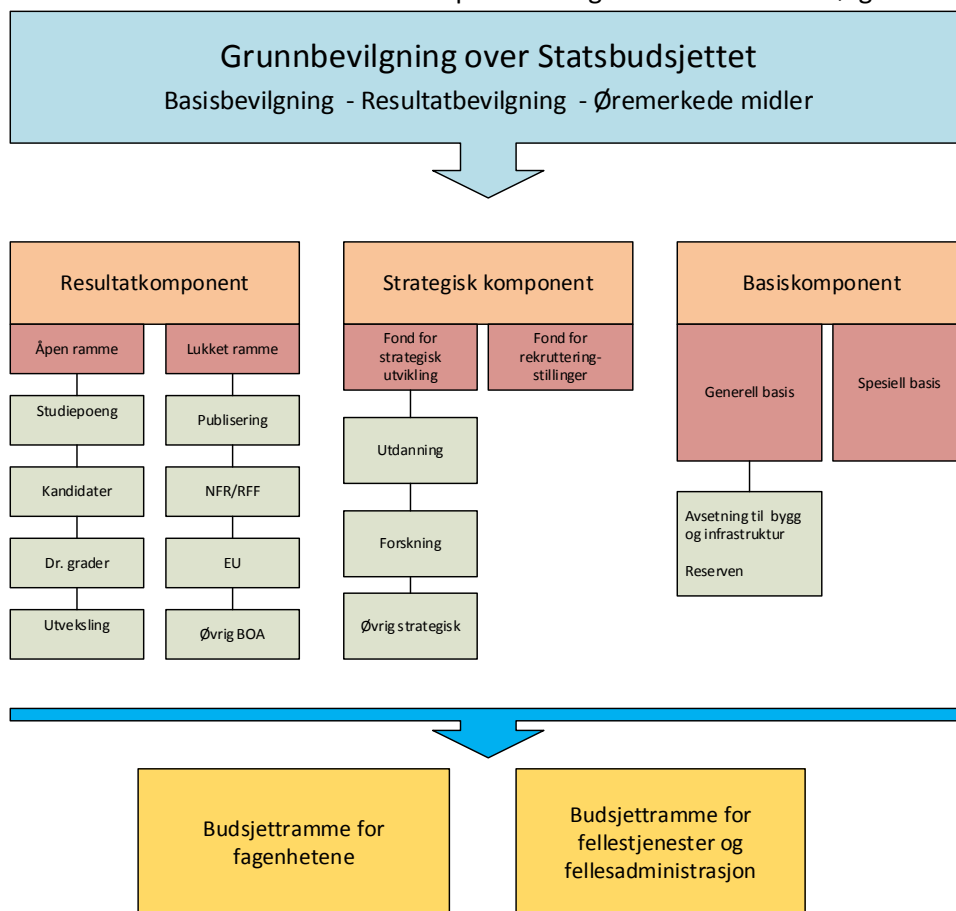 Grunnbevilgning over Statsbudsjettet
Basisbevilgning - Resultatbevilgning - Øremerkede midler
Resultatkomponent
Åpen ramme
Lukket ramme
Studiepoeng
Publisering
Kandidater
NFR/RFF
Dr. grader
EU
Utveksling
Øvrig BOA
Strategisk komponent
Fond for
strategisk
utvikling
Fond for
rekruttering-
stillinger
Utdanning
Forskning
Øvrig strategisk
Basiskomponent
Generell basis
Spesiell basis
Avsetning til bygg
og infrastruktur
Reserven
Budsjettramme for
fagenhetene
Budsjettramme for
fellestjenester og
fellesadministrasjon